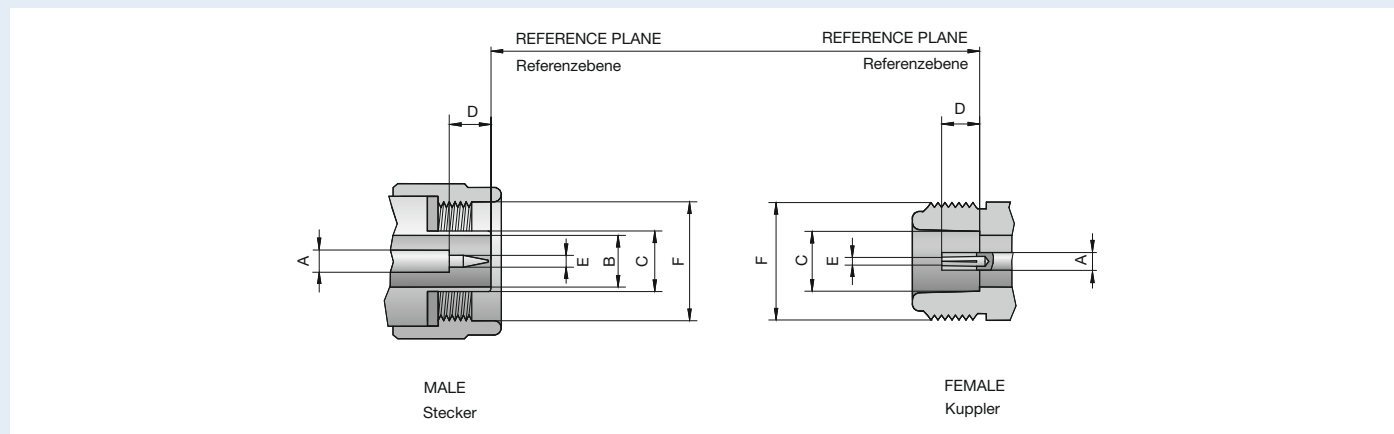 REFERENCE PLANE
Referenzebene
REFERENCE PLANE
Referenzebene
D
D
A
E
B
C
F
F
C
E
A
MALE
Stecker
FEMALE
Kuppler